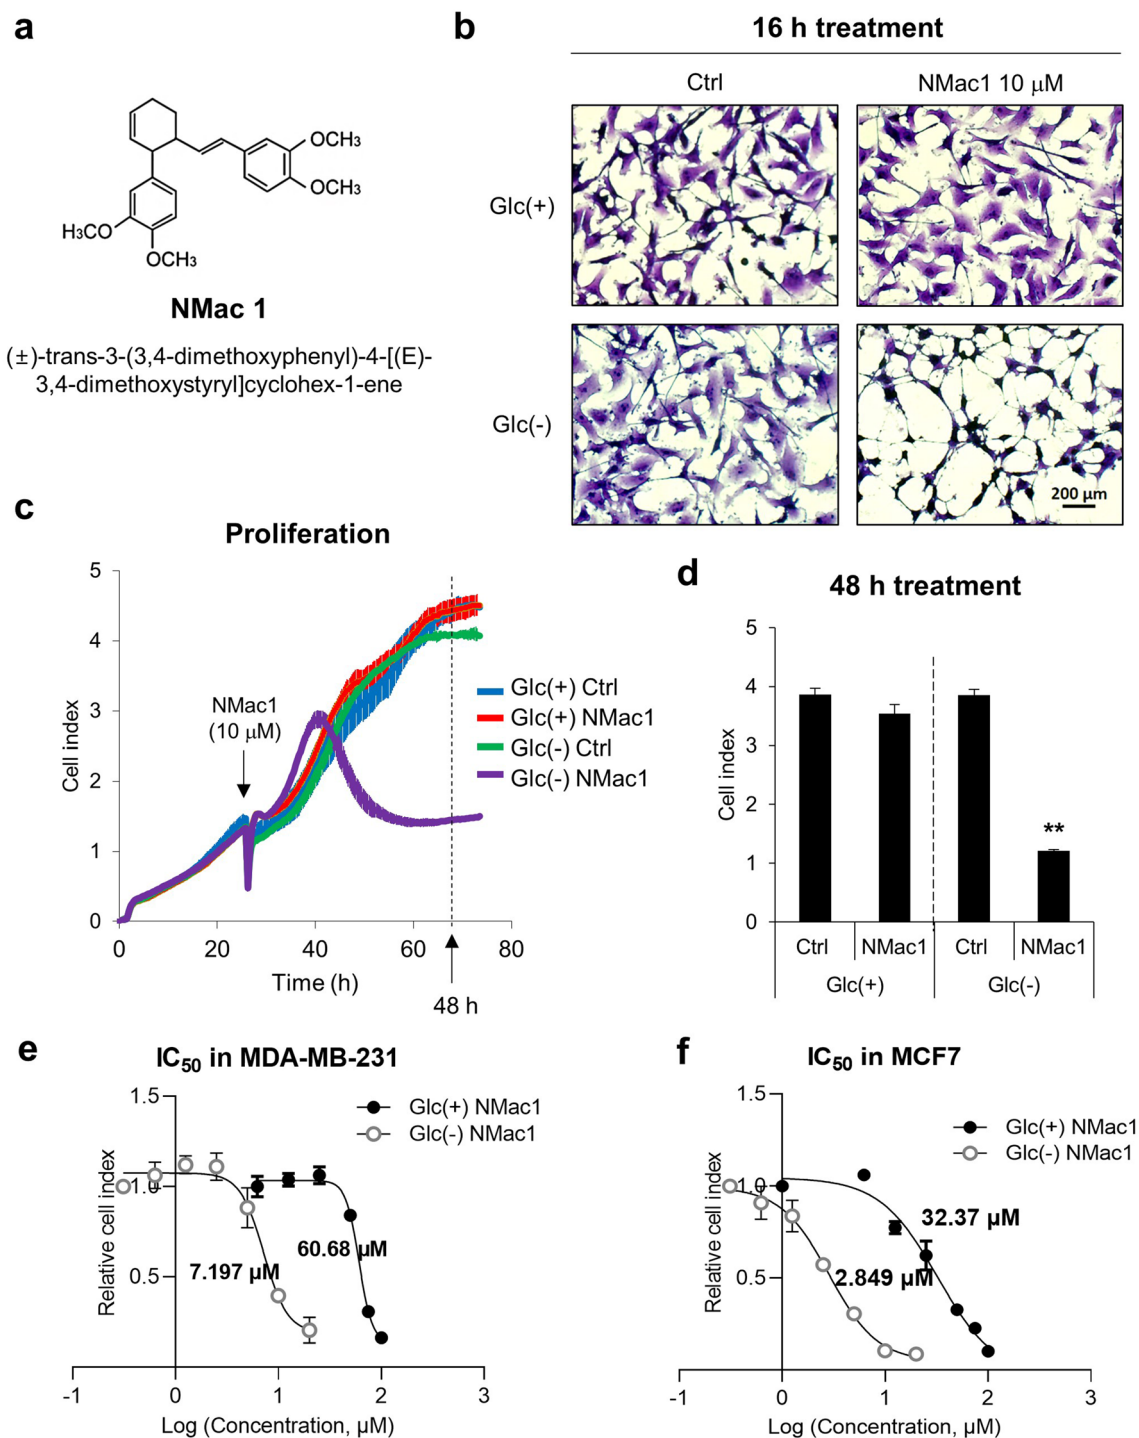 a
OCH3
OCH3
H3CO
OCH3
NMac 1
(±)-trans-3-(3,4-dimethoxyphenyl)-4-[(E)-
3,4-dimethoxystyryl]cyclohex-1-ene
b
16 h treatment
Ctrl
NMac1 10 μM
Glc(+)
Glc(-)
200 μm
c
Proliferation
5
4
3
2
1
0
Cell index
NMac1
(10 μM)
Glc(+) Ctrl
Glc(+) NMac1
Glc(-) Ctrl
Glc(-) NMac1
0 20 40 60 80
Time (h)
48 h
d
48 h treatment
5
4
3
2
1
0
Cell index
**
Ctrl NMac1 Ctrl NMac1
Glc(+) Glc(-)
e
IC50 in MDA-MB-231
1.5
1.0
0.5
Relative cell index
Glc(+) NMac1
Glc(-) NMac1
60.68 μM
7.197 μM
-1 0 1 2 3
Log (Concentration, μM)
f
IC50 in MCF7
1.5
1.0
0.5
Relative cell index
Glc(+) NMac1
Glc(-) NMac1
32.37 μM
2.849 μM
-1 0 1 2 3
Log (Concentration, μM)